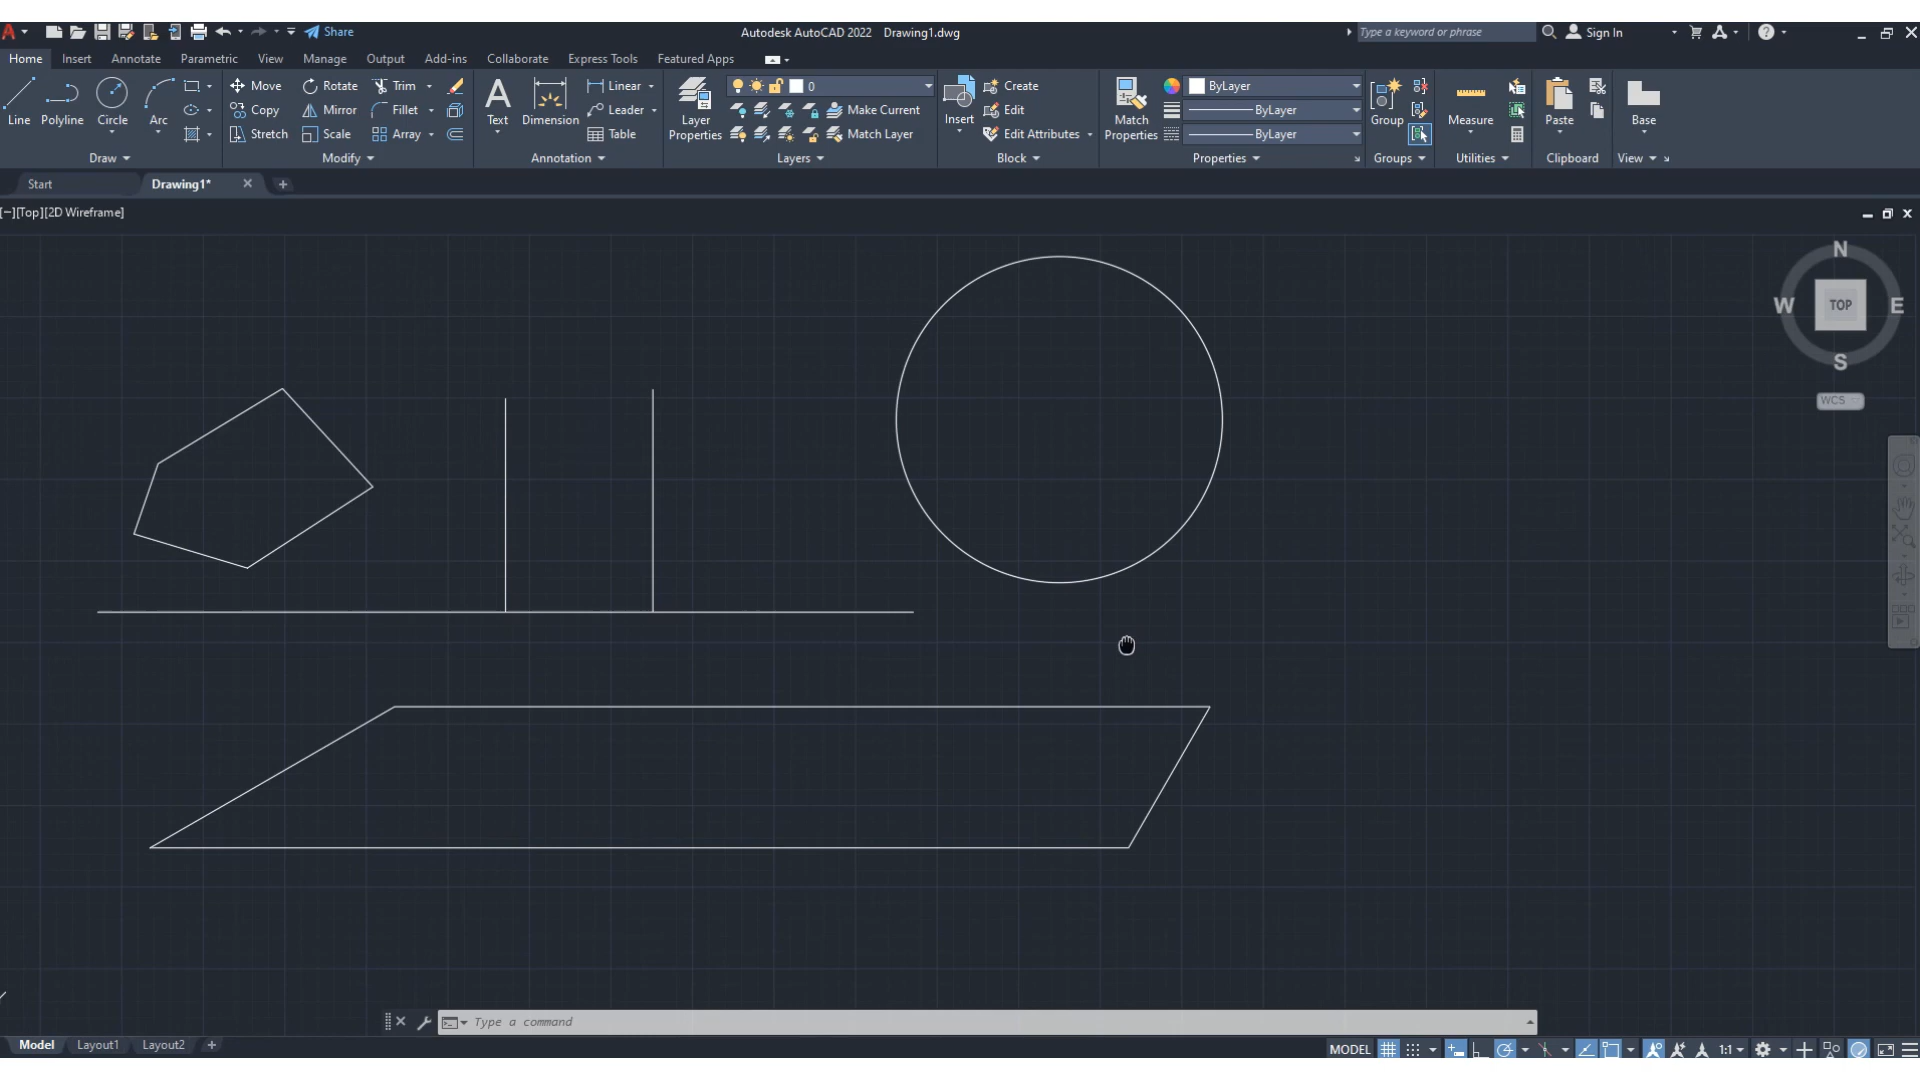 Share
Autodesk AutoCAD 2022 Drawing1.dwg
Type a keyword or phrase
Sign In
Home Insert Annotate Parametric View Manage Output Add-ins Collaborate Express Tools Featured Apps
Line Polyline Circle Arc
Draw
Move Rotate Trim
Copy Mirror Fillet
Stretch Scale Array
Modify
Text Dimension
Linear
Leader
Table
Annotation
Layer Properties
0
Make Current
Match Layer
Layers
Insert
Create
Edit
Edit Attributes
Block
Match Properties
ByLayer
ByLayer
ByLayer
Properties
Group
Groups
Measure
Utilities
Paste
Clipboard
Base
View
Start Drawing1*
[−][Top][2D Wireframe]
N
W TOP E
S
WCS
Type a command
Model Layout1 Layout2
MODEL 1:1